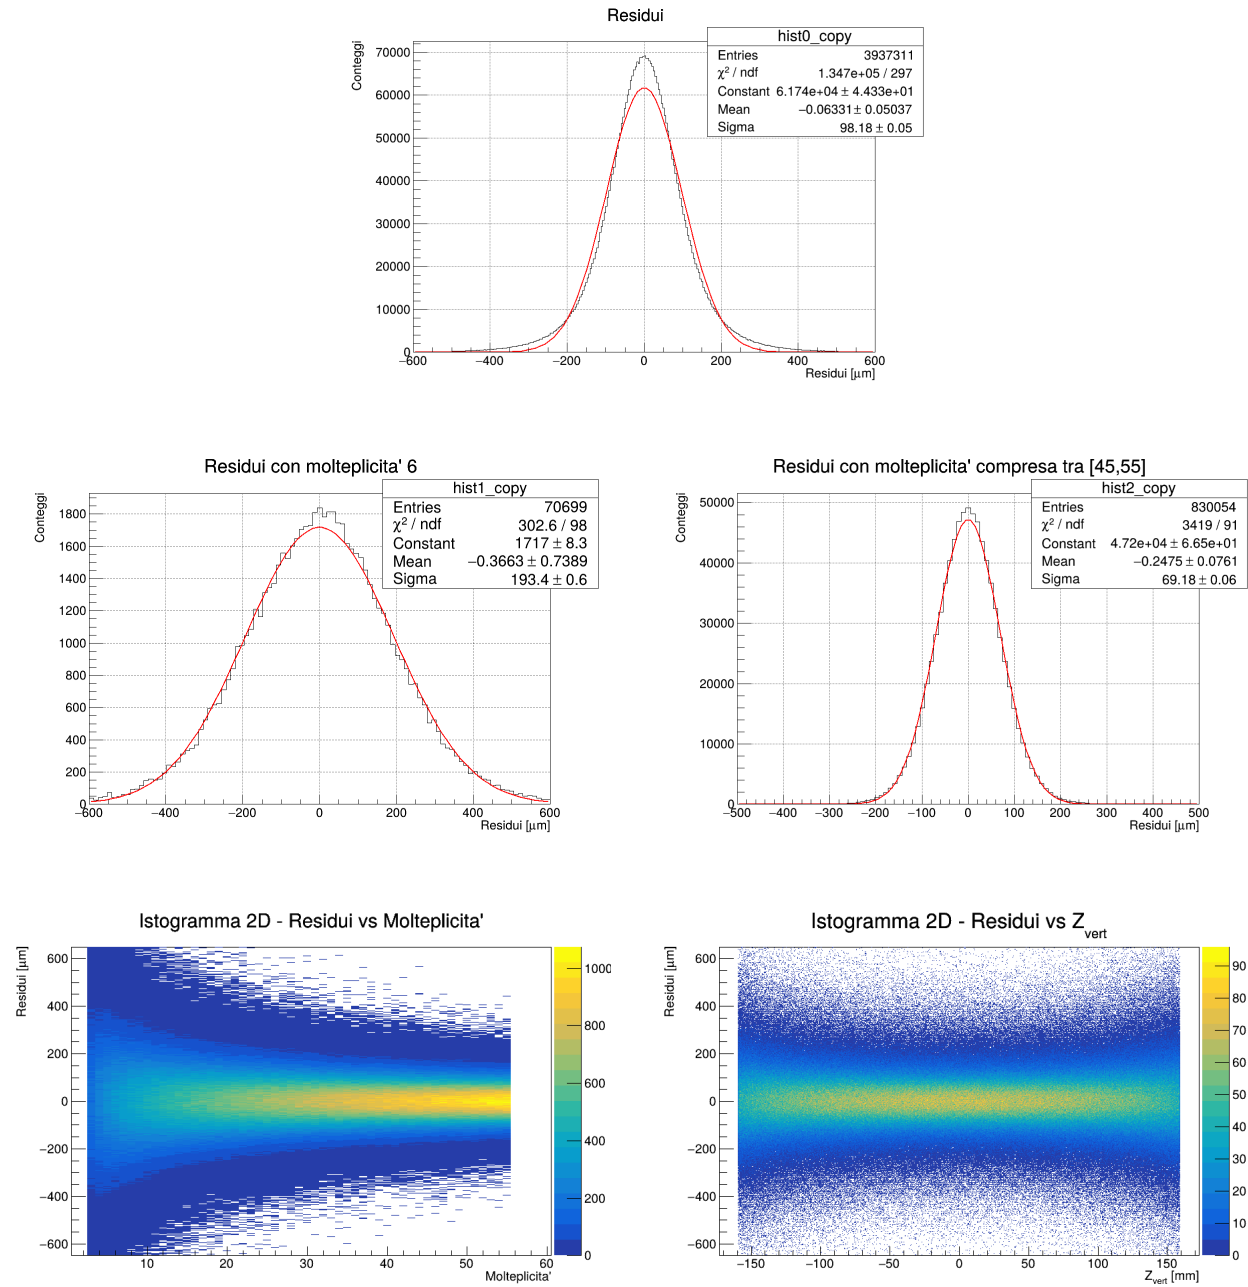 Residui
hist0_copy
Entries 3937311
χ² / ndf 1.347e+05 / 297
Constant 6.174e+04 ± 4.433e+01
Mean −0.06331 ± 0.05037
Sigma 98.18 ± 0.05
Conteggi
70000
60000
50000
40000
30000
20000
10000
0
−600 −400 −200 0 200 400 600
Residui [μm]
Residui con molteplicita' 6
hist1_copy
Entries 70699
χ² / ndf 302.6 / 98
Constant 1717 ± 8.3
Mean −0.3663 ± 0.7389
Sigma 193.4 ± 0.6
Conteggi
1800
1600
1400
1200
1000
800
600
400
200
0
−600 −400 −200 0 200 400 600
Residui [μm]
Residui con molteplicita' compresa tra [45,55]
hist2_copy
Entries 830054
χ² / ndf 3419 / 91
Constant 4.72e+04 ± 6.65e+01
Mean −0.2475 ± 0.0761
Sigma 69.18 ± 0.06
Conteggi
50000
40000
30000
20000
10000
0
−500 −400 −300 −200 −100 0 100 200 300 400 500
Residui [μm]
Istogramma 2D - Residui vs Molteplicita'
Residui [μm]
600
400
200
0
−200
−400
−600
10 20 30 40 50 60
Molteplicita'
1000
800
600
400
200
0
Istogramma 2D - Residui vs Z_vert
Residui [μm]
600
400
200
0
−200
−400
−600
−150 −100 −50 0 50 100 150
Z_vert [mm]
90
80
70
60
50
40
30
20
10
0